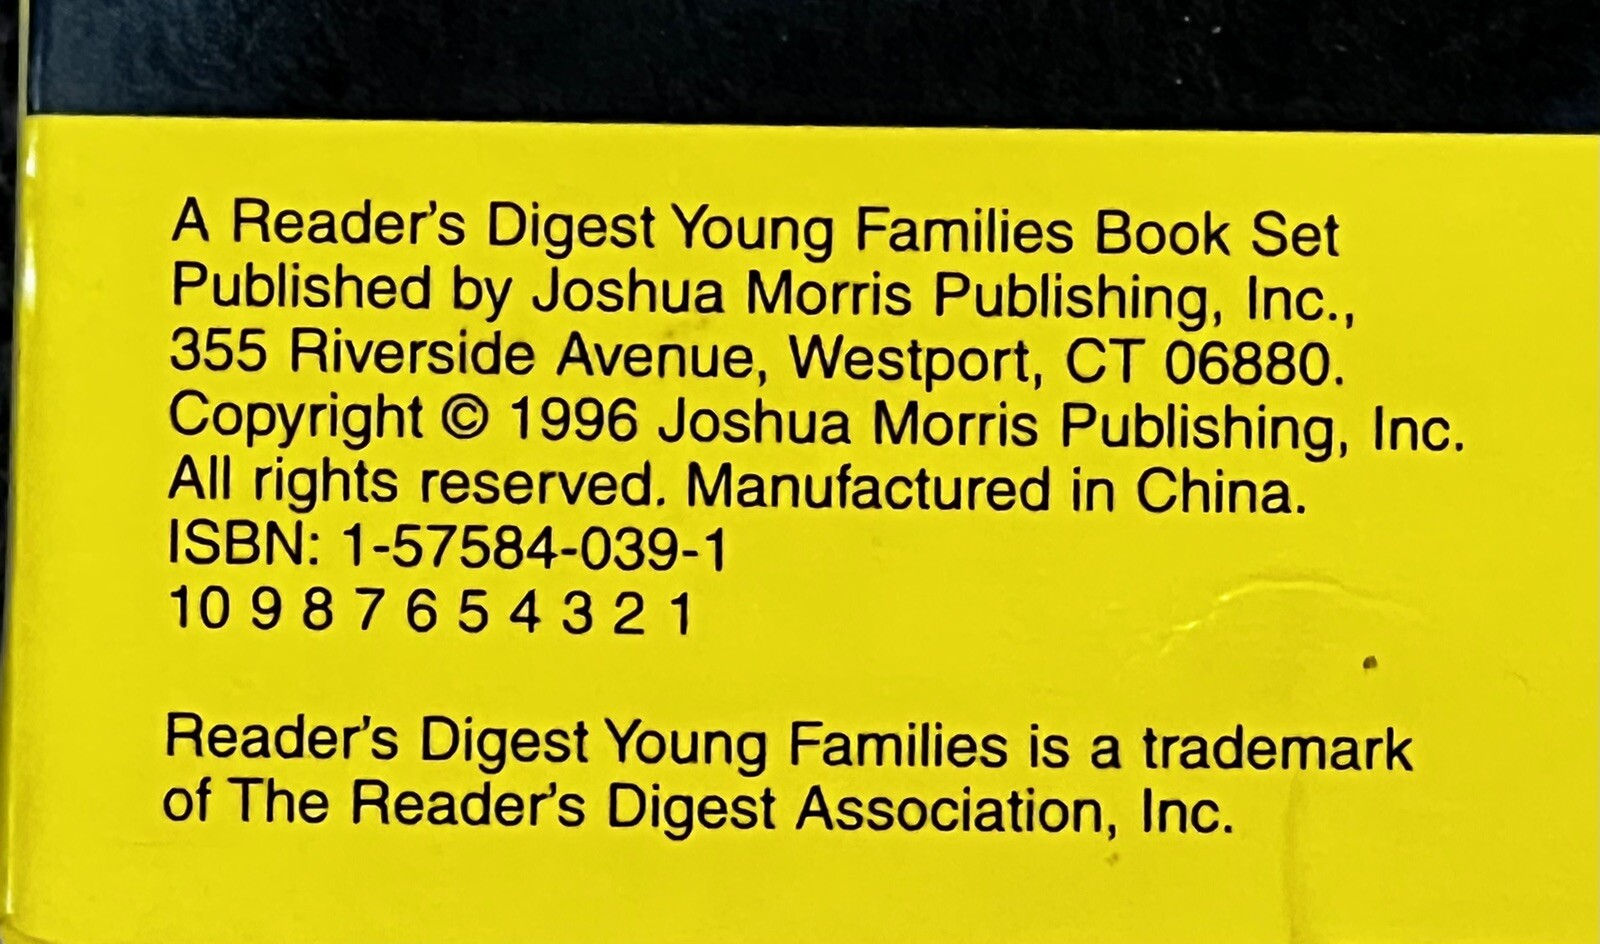 A Reader's Digest Young Families Book Set
Published by Joshua Morris Publishing, Inc.,
355 Riverside Avenue, Westport, CT 06880.
Copyright © 1996 Joshua Morris Publishing, Inc.
All rights reserved. Manufactured in China.
ISBN: 1-57584-039-1
10 9 8 7 6 5 4 3 2 1
Reader's Digest Young Families is a trademark
of The Reader's Digest Association, Inc.